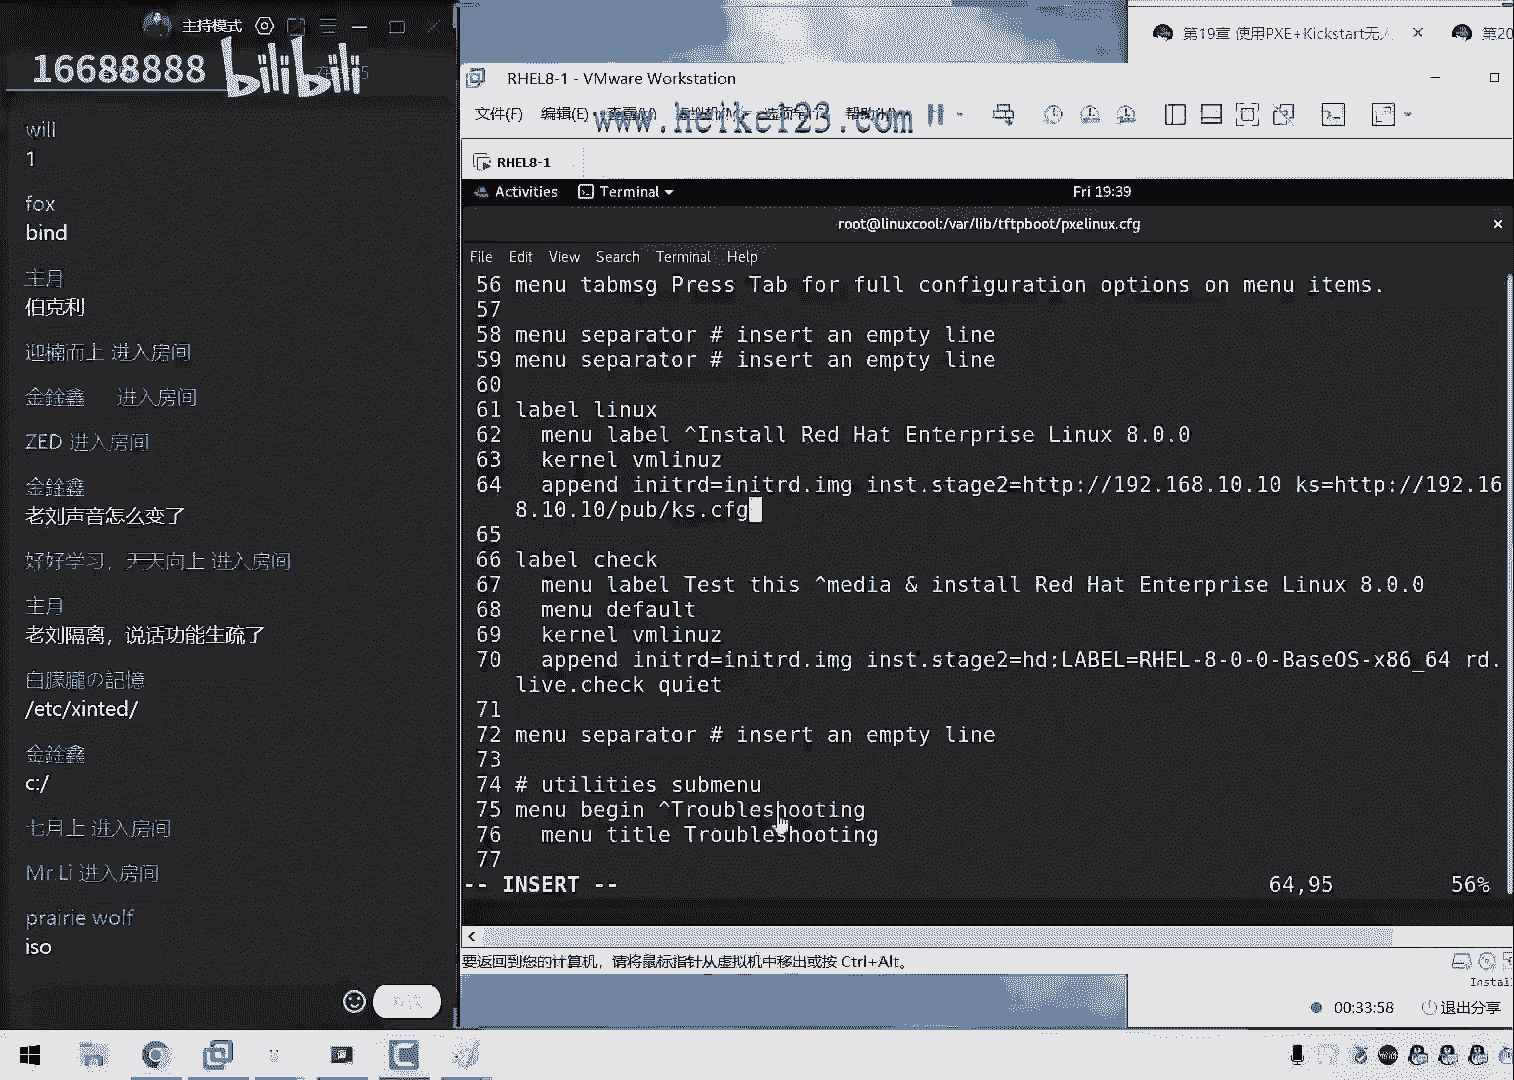 主持模式
16688888
bilibili
will
1
fox
bind
主月
伯克利
迎楠而上 进入房间
金銓鑫 进入房间
ZED 进入房间
金銓鑫
老刘声音怎么变了
好好学习，天天向上 进入房间
主月
老刘隔离，说话功能生疏了
白朦朧の記憶
/etc/xinted/
金銓鑫
c:/
七月上 进入房间
Mr.Li 进入房间
prairie wolf
iso
第19章 使用PXE+Kickstart无人
第20
RHEL8-1 - VMware Workstation
文件(F) 编辑(E)
www.heike123.com
RHEL8-1
Activities Terminal Fri 19:39
root@linuxcool:/var/lib/tftpboot/pxelinux.cfg
File Edit View Search Terminal Help
56 menu tabmsg Press Tab for full configuration options on menu items.
57
58 menu separator # insert an empty line
59 menu separator # insert an empty line
60
61 label linux
62 menu label ^Install Red Hat Enterprise Linux 8.0.0
63 kernel vmlinuz
64 append initrd=initrd.img inst.stage2=http://192.168.10.10 ks=http://192.16
8.10.10/pub/ks.cfg
65
66 label check
67 menu label Test this ^media & install Red Hat Enterprise Linux 8.0.0
68 menu default
69 kernel vmlinuz
70 append initrd=initrd.img inst.stage2=hd:LABEL=RHEL-8-0-0-BaseOS-x86_64 rd.
live.check quiet
71
72 menu separator # insert an empty line
73
74 # utilities submenu
75 menu begin ^Troubleshooting
76 menu title Troubleshooting
77
-- INSERT -- 64,95 56%
要返回到您的计算机，请将鼠标指针从虚拟机中移出或按 Ctrl+Alt。
Instal
00:33:58 退出分享